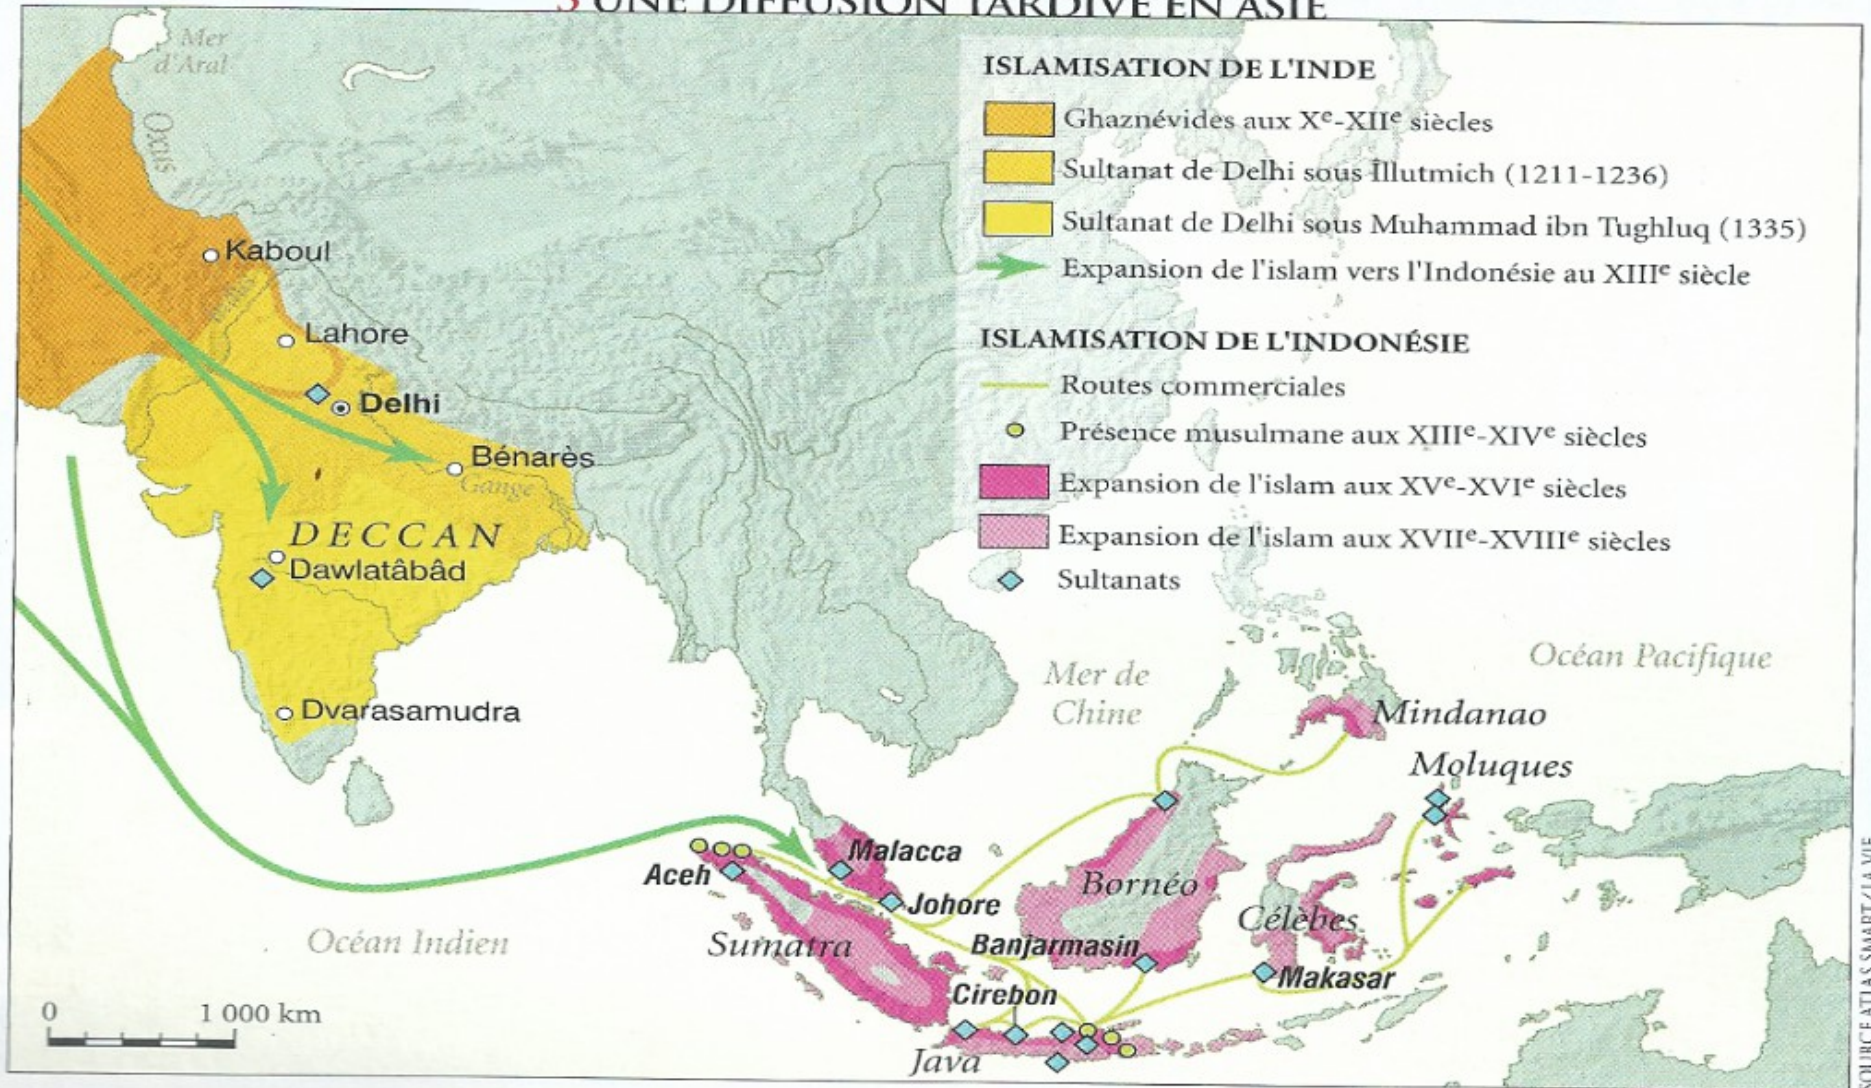 3 UNE DIFFUSION TARDIVE EN ASIE
Mer
d'Aral
Oxus
Kaboul
Lahore
Delhi
Bénarès
Gange
DECCAN
Dawlatâbâd
Dvarasamudra
ISLAMISATION DE L'INDE
Ghaznévides aux Xe-XIIe siècles
Sultanat de Delhi sous Illutmich (1211-1236)
Sultanat de Delhi sous Muhammad ibn Tughluq (1335)
Expansion de l'islam vers l'Indonésie au XIIIe siècle
ISLAMISATION DE L'INDONÉSIE
Routes commerciales
Présence musulmane aux XIIIe-XIVe siècles
Expansion de l'islam aux XVe-XVIe siècles
Expansion de l'islam aux XVIIe-XVIIIe siècles
Sultanats
Océan Pacifique
Mer de
Chine
Mindanao
Moluques
Malacca
Aceh
Johore
Bornéo
Célèbes
Sumatra
Banjarmasin
Makasar
Cirebon
Java
Océan Indien
0 1 000 km
SOURCE ATLAS SMART / LA VIE